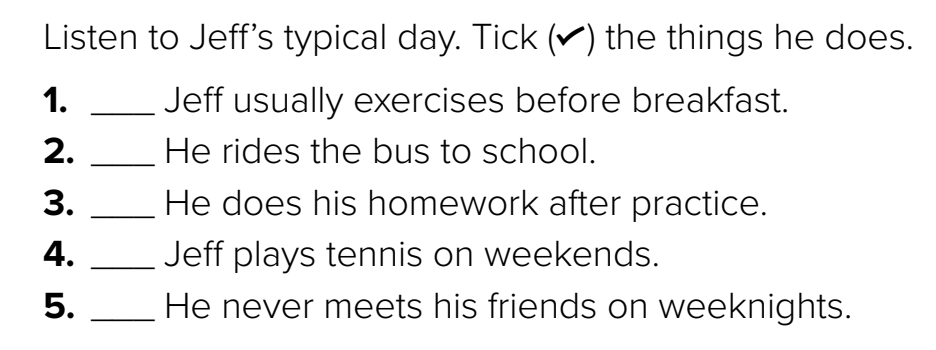 Listen to Jeff’s typical day. Tick (✔) the things he does.
1. ___ Jeff usually exercises before breakfast.
2. ___ He rides the bus to school.
3. ___ He does his homework after practice.
4. ___ Jeff plays tennis on weekends.
5. ___ He never meets his friends on weeknights.